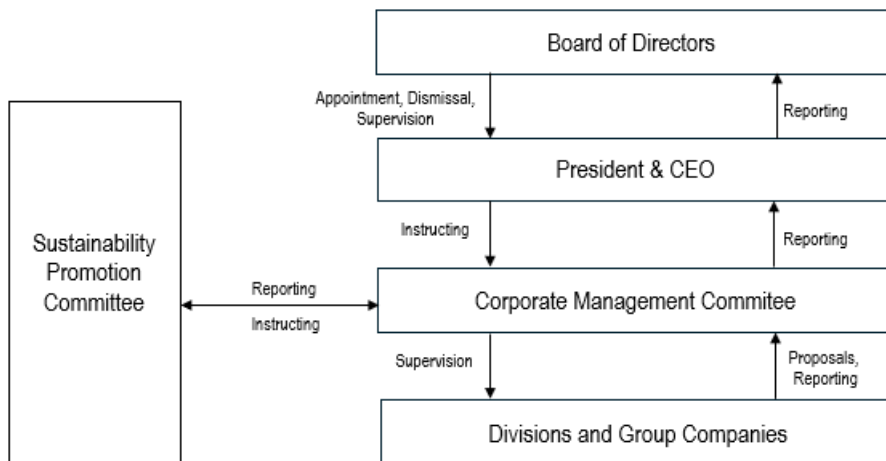 Board of Directors
Appointment, Dismissal,
Supervision
Reporting
President & CEO
Instructing
Reporting
Sustainability
Promotion
Committee
Reporting
Instructing
Corporate Management Commitee
Supervision
Proposals,
Reporting
Divisions and Group Companies